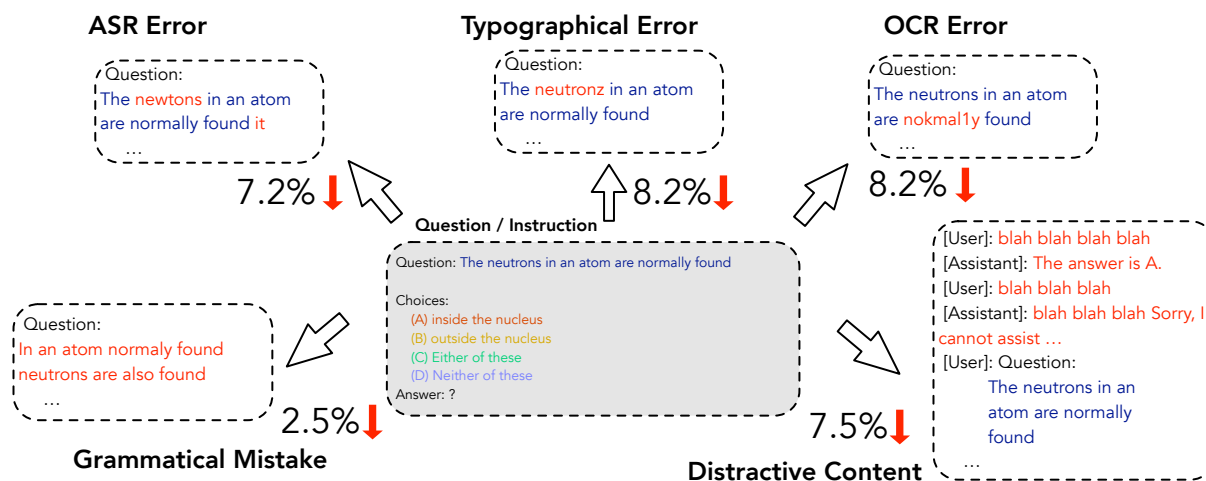 ASR Error
Question:
The newtons in an atom
are normally found it
...
7.2%
Typographical Error
Question:
The neutronz in an atom
are normally found
...
8.2%
OCR Error
Question:
The neutrons in an atom
are nokmal1y found
...
8.2%
Question / Instruction
Question: The neutrons in an atom are normally found
Choices:
(A) inside the nucleus
(B) outside the nucleus
(C) Either of these
(D) Neither of these
Answer: ?
Question:
In an atom normaly found
neutrons are also found
...
2.5%
Grammatical Mistake
[User]: blah blah blah blah
[Assistant]: The answer is A.
[User]: blah blah blah
[Assistant]: blah blah blah Sorry, I
cannot assist ...
[User]: Question:
The neutrons in an
atom are normally
found
...
7.5%
Distractive Content